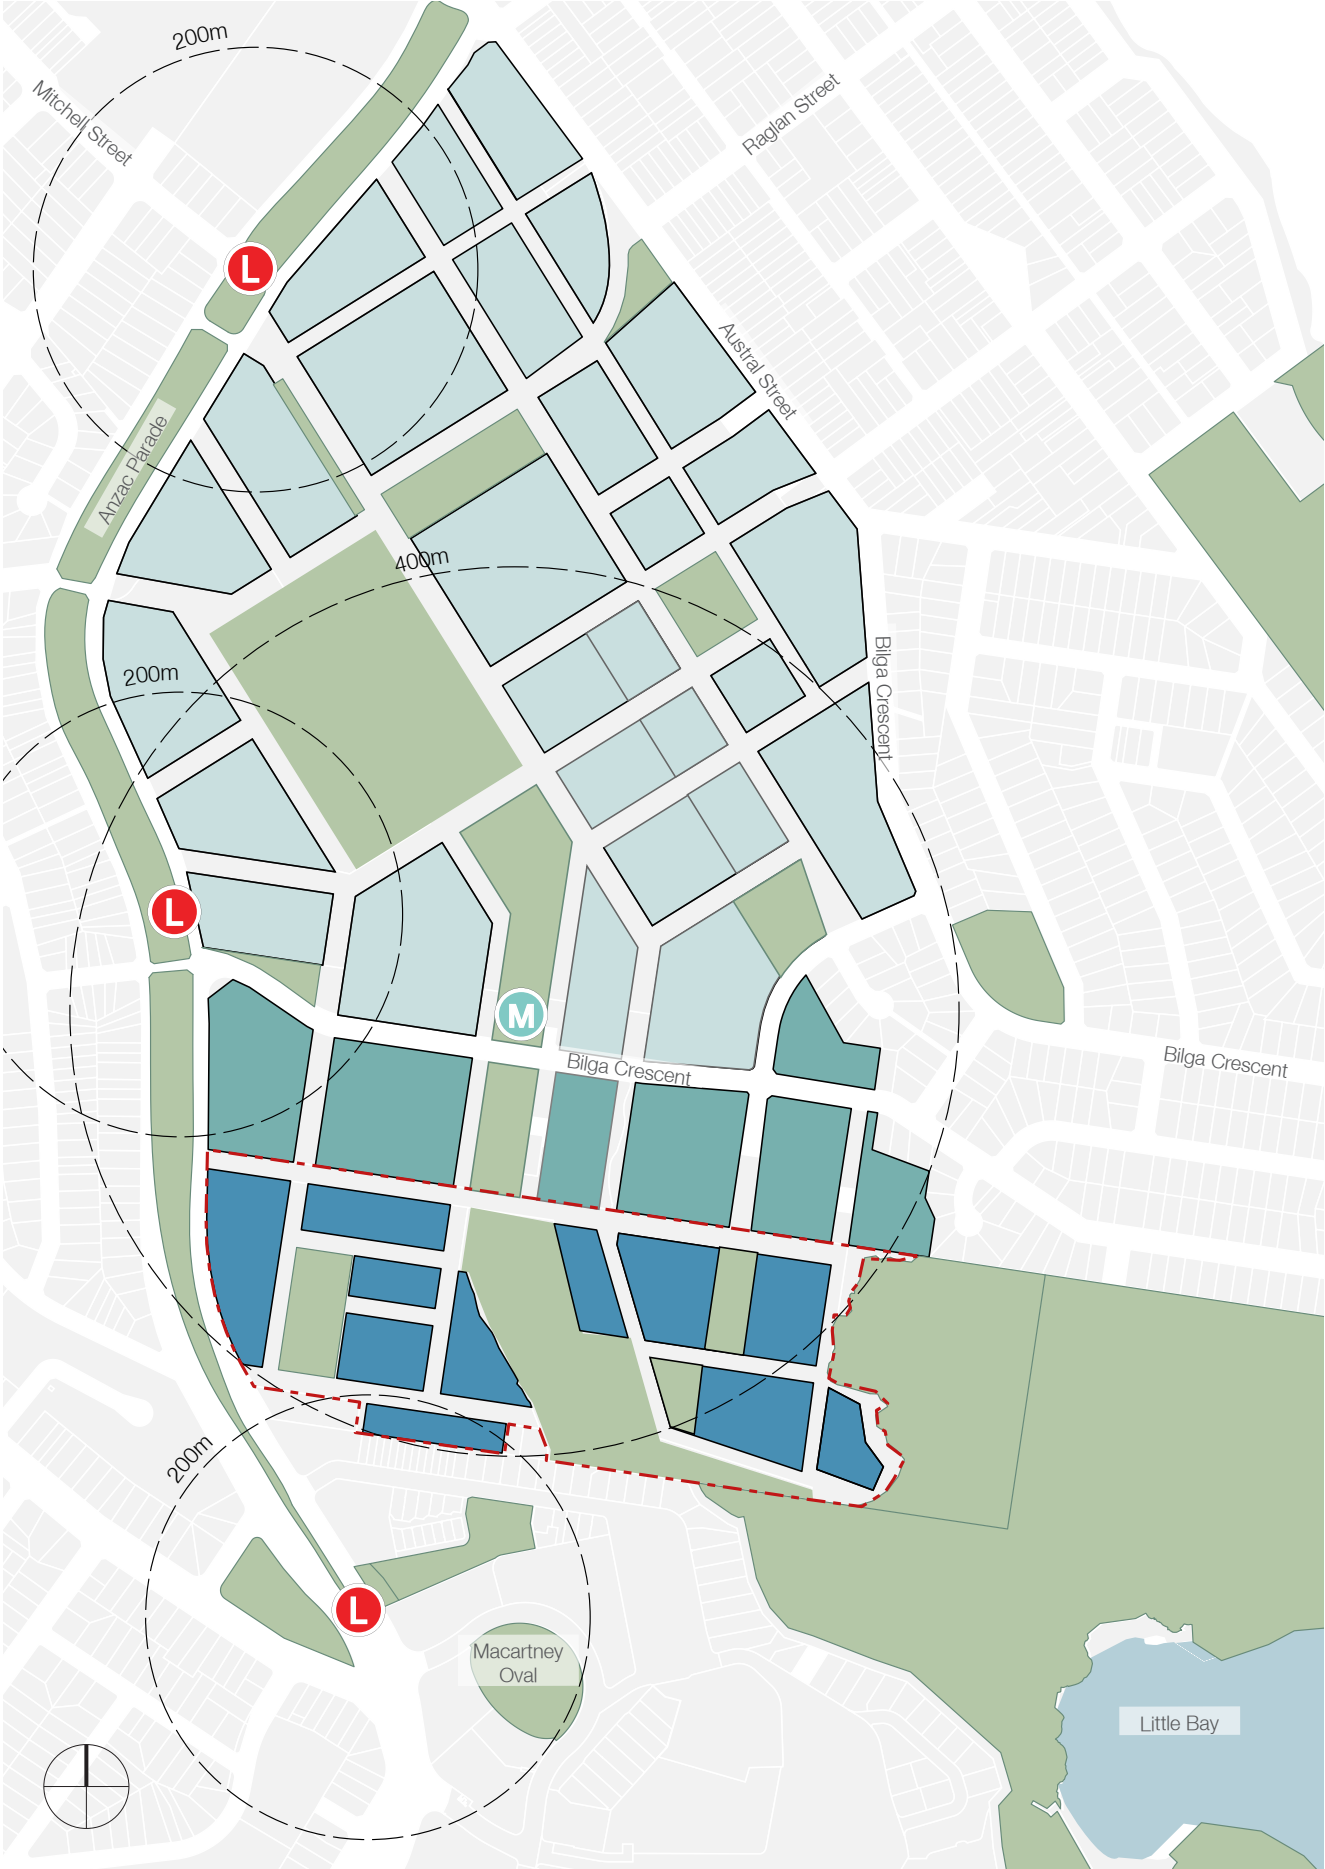 200m
Mitchell Street
Raglan Street
L
Austral Street
Anzac Parade
400m
Bilga Crescent
200m
L
M
Bilga Crescent
Bilga Crescent
200m
L
Macartney
Oval
Little Bay